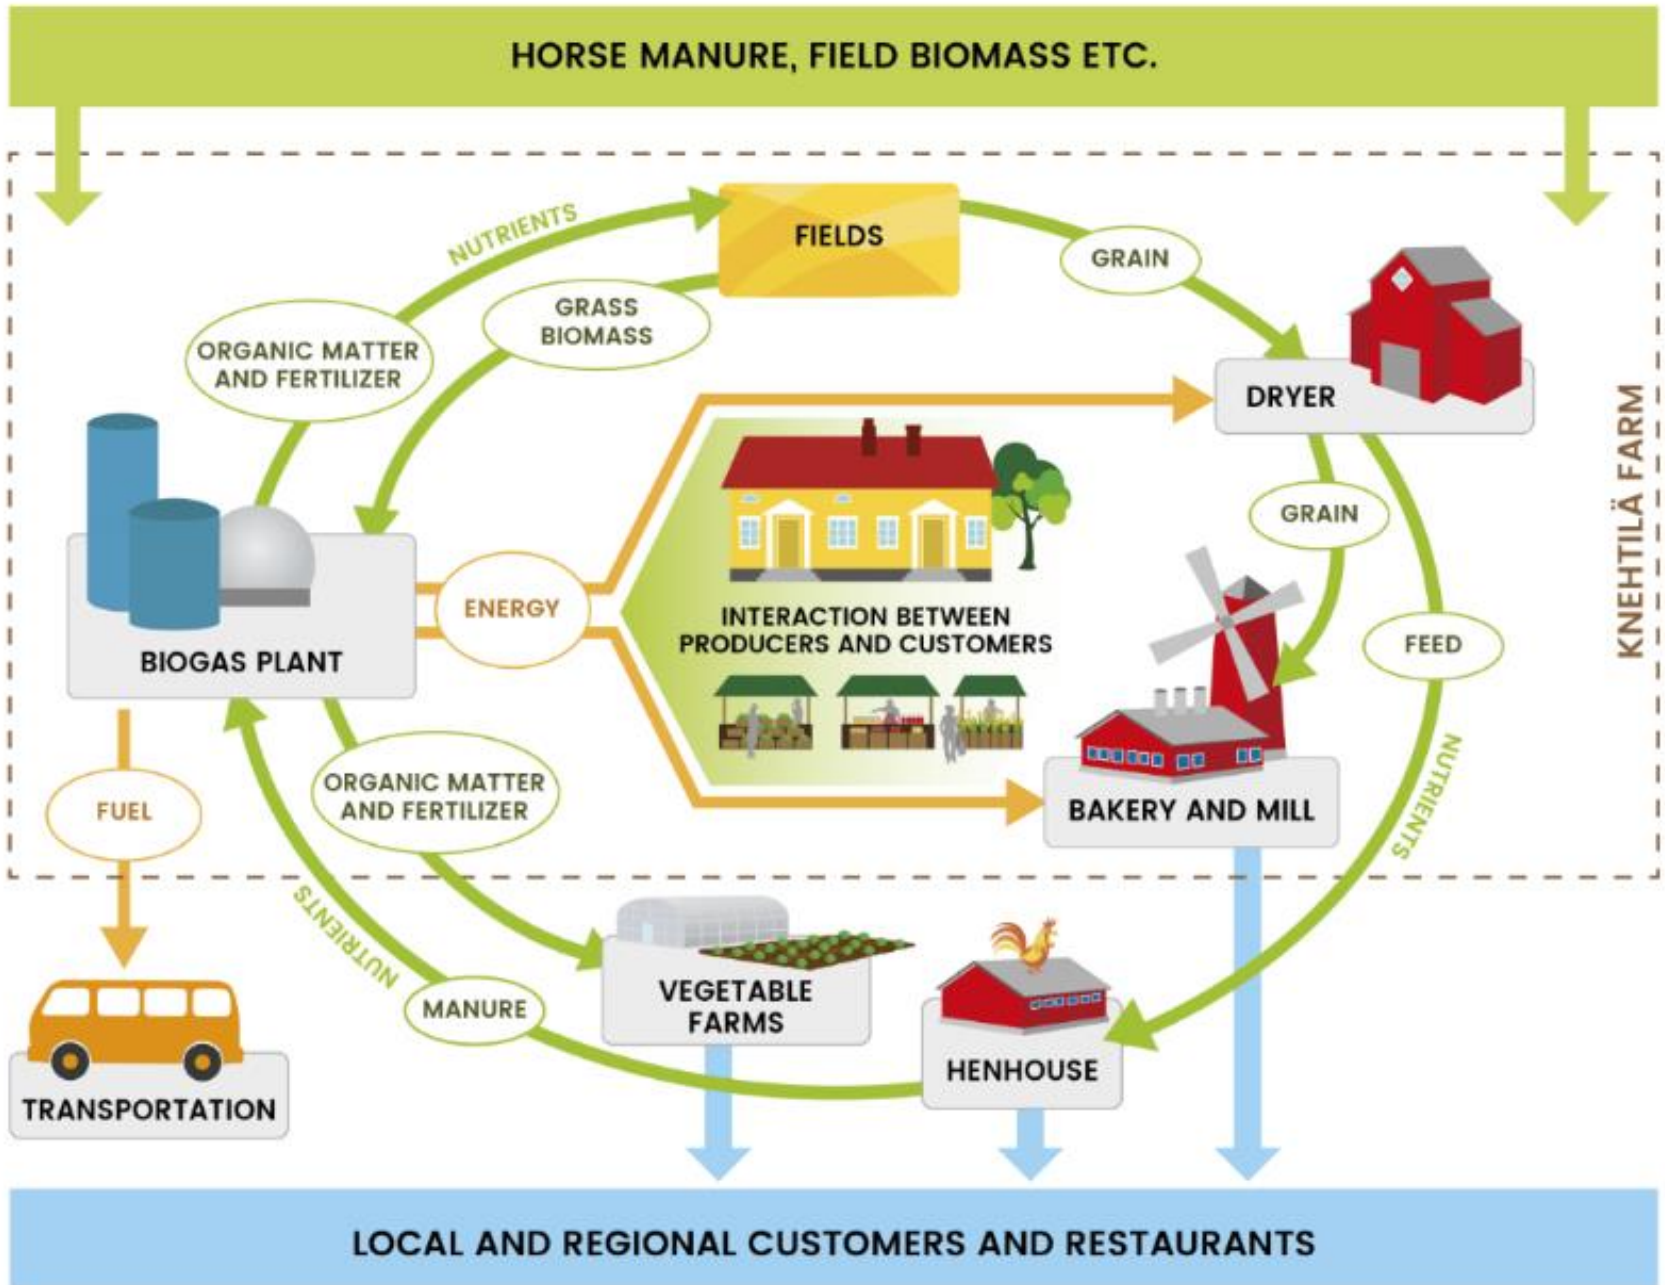 HORSE MANURE, FIELD BIOMASS ETC.
NUTRIENTS
FIELDS
GRAIN
GRASS
BIOMASS
ORGANIC MATTER
AND FERTILIZER
DRYER
KNEHTILÄ FARM
GRAIN
ENERGY
INTERACTION BETWEEN
PRODUCERS AND CUSTOMERS
FEED
BIOGAS PLANT
NUTRIENTS
ORGANIC MATTER
AND FERTILIZER
FUEL
BAKERY AND MILL
NUTRIENTS
MANURE
VEGETABLE
FARMS
HENHOUSE
TRANSPORTATION
LOCAL AND REGIONAL CUSTOMERS AND RESTAURANTS